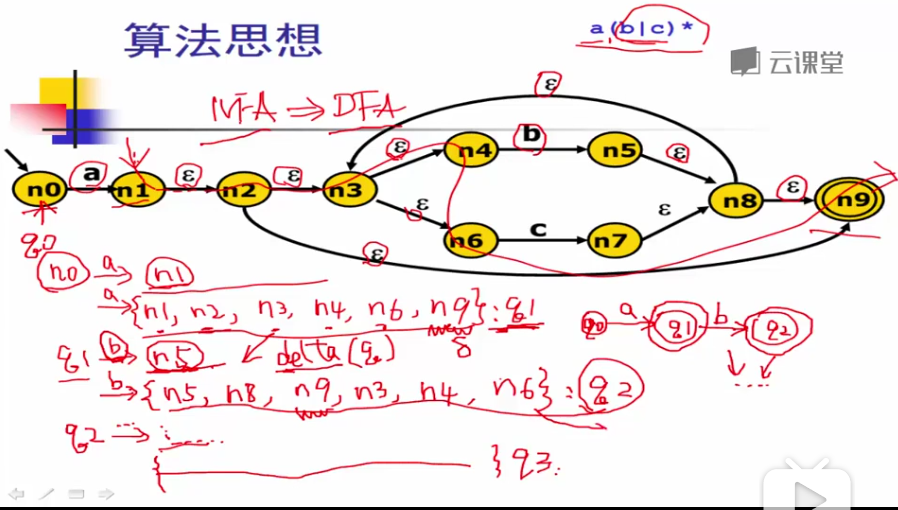 算法思想
a(b|c)*
云课堂
NFA ⇒ DFA
ε
a
ε
ε
ε
b
ε
ε
n0
n1
n2
n3
n4
n5
n6
c
n7
ε
n8
ε
n9
ε
q0
n0 a→ n1
a→ {n1, n2, n3, n4, n6, n9} : q1
q0 a→ q1 b→ q2
q1 b→ n5 delta(q) δ
b→ {n5, n8, n9, n3, n4, n6} : q2
q2 ⇢ ......
{ } q3.